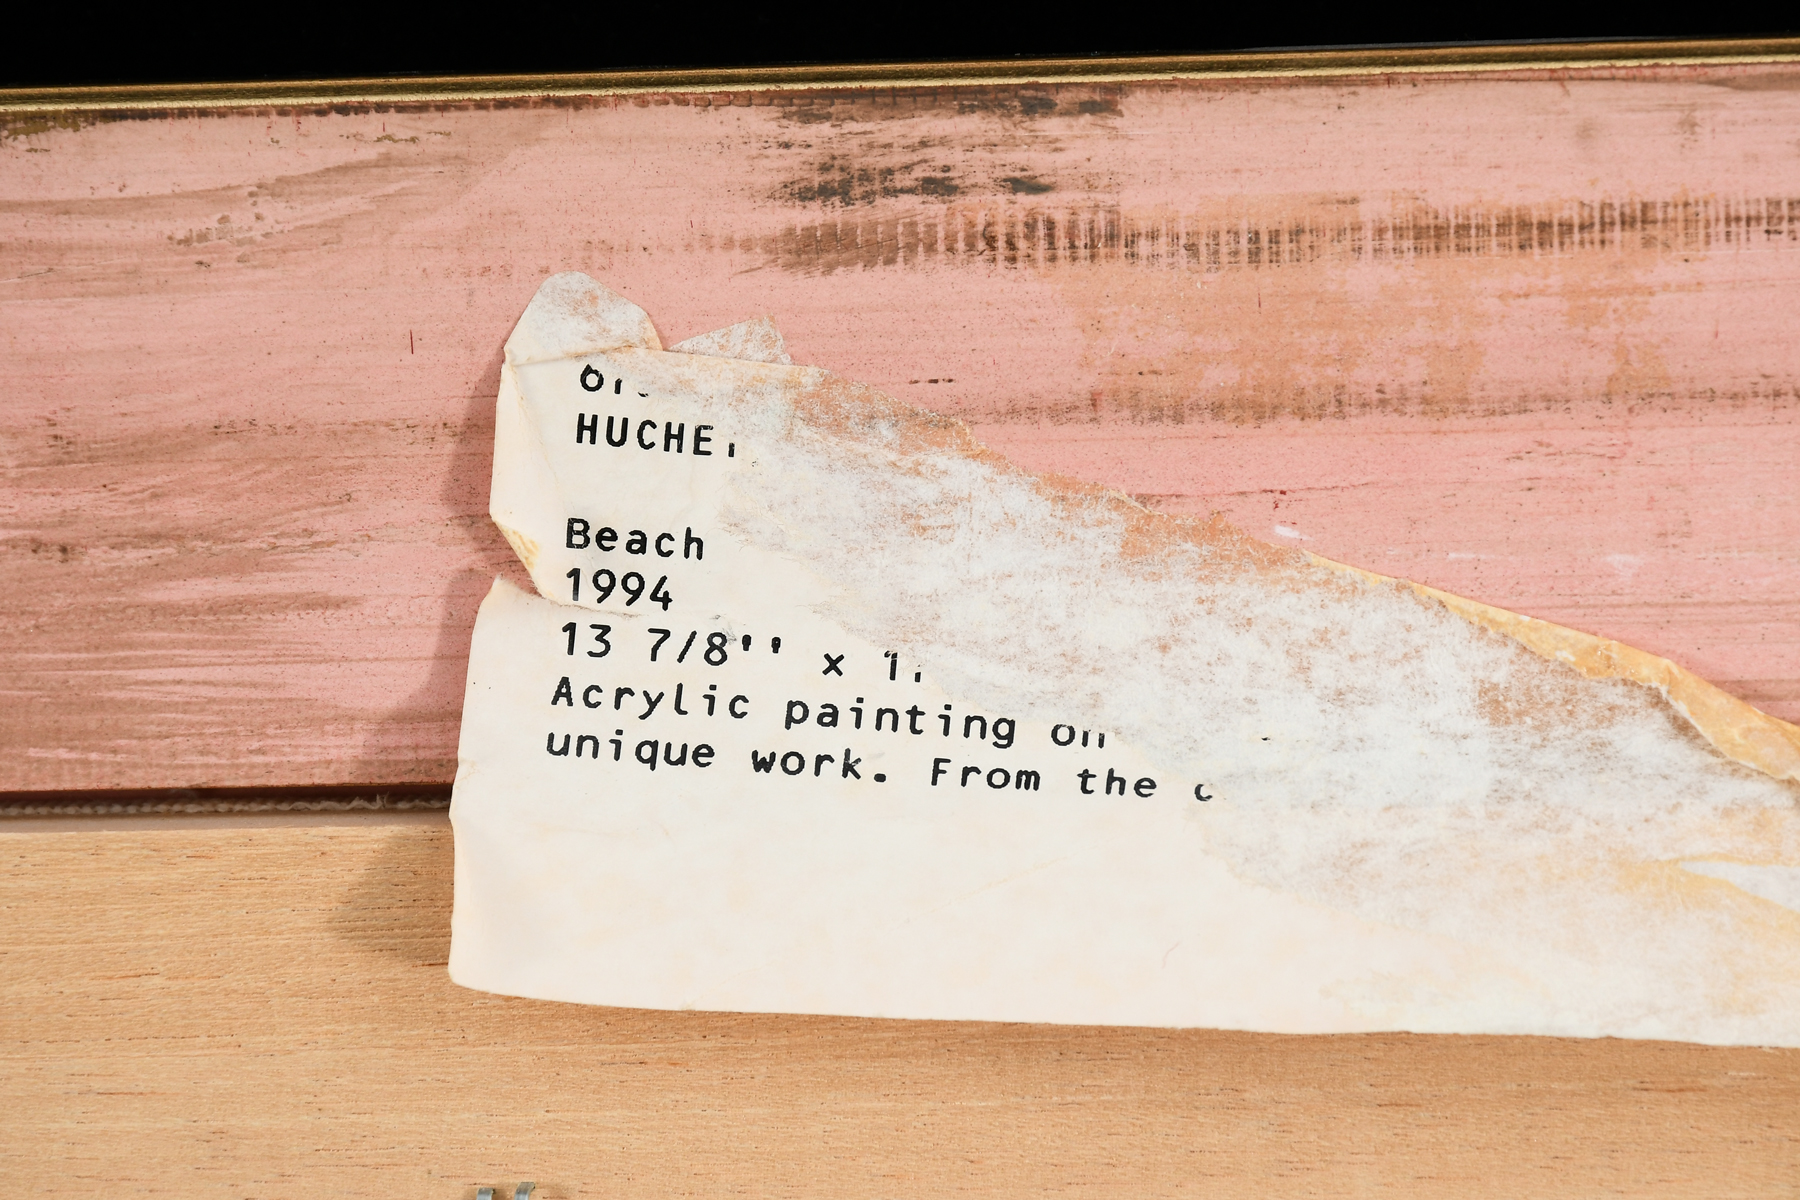 HUCHE
Beach
1994
13 7/8'' x
Acrylic painting on
unique work. From the